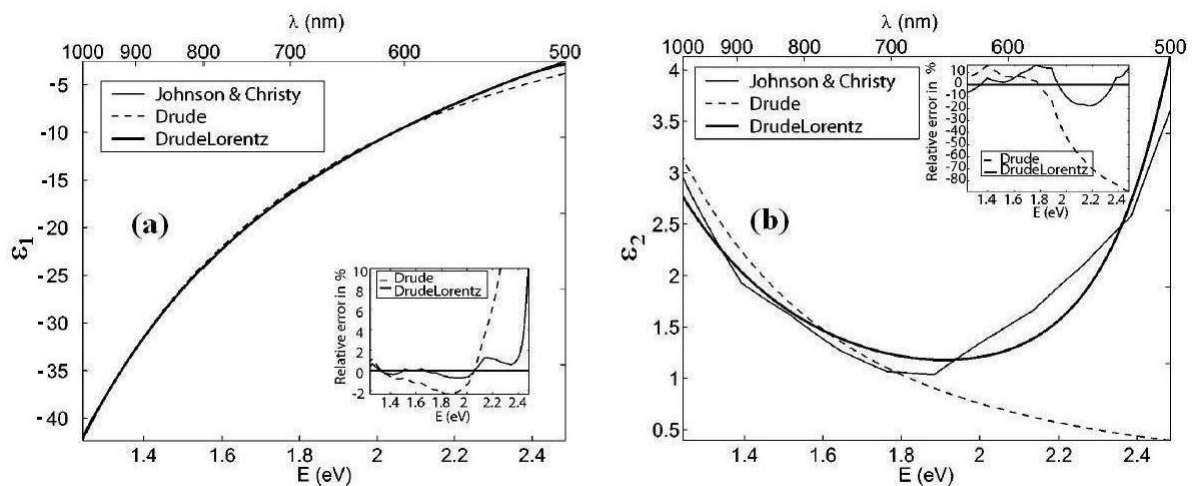 λ (nm)
1000 900 800 700 600 500
-5
-10
-15
-20
-25
-30
-35
-40
ε1
Johnson & Christy
Drude
DrudeLorentz
(a)
10
8
6
4
2
0
-2
Relative error in %
Drude
DrudeLorentz
1.4 1.6 1.8 2 2.2 2.4
E (eV)
1.4 1.6 1.8 2 2.2 2.4
E (eV)
λ (nm)
1000 900 800 700 600 500
4
3.5
3
2.5
2
1.5
1
0.5
ε2
Johnson & Christy
Drude
DrudeLorentz
(b)
10
0
-10
-20
-30
-40
-50
-60
-70
-80
Relative error in %
Drude
DrudeLorentz
1.4 1.6 1.8 2 2.2 2.4
E (eV)
1.4 1.6 1.8 2 2.2 2.4
E (eV)